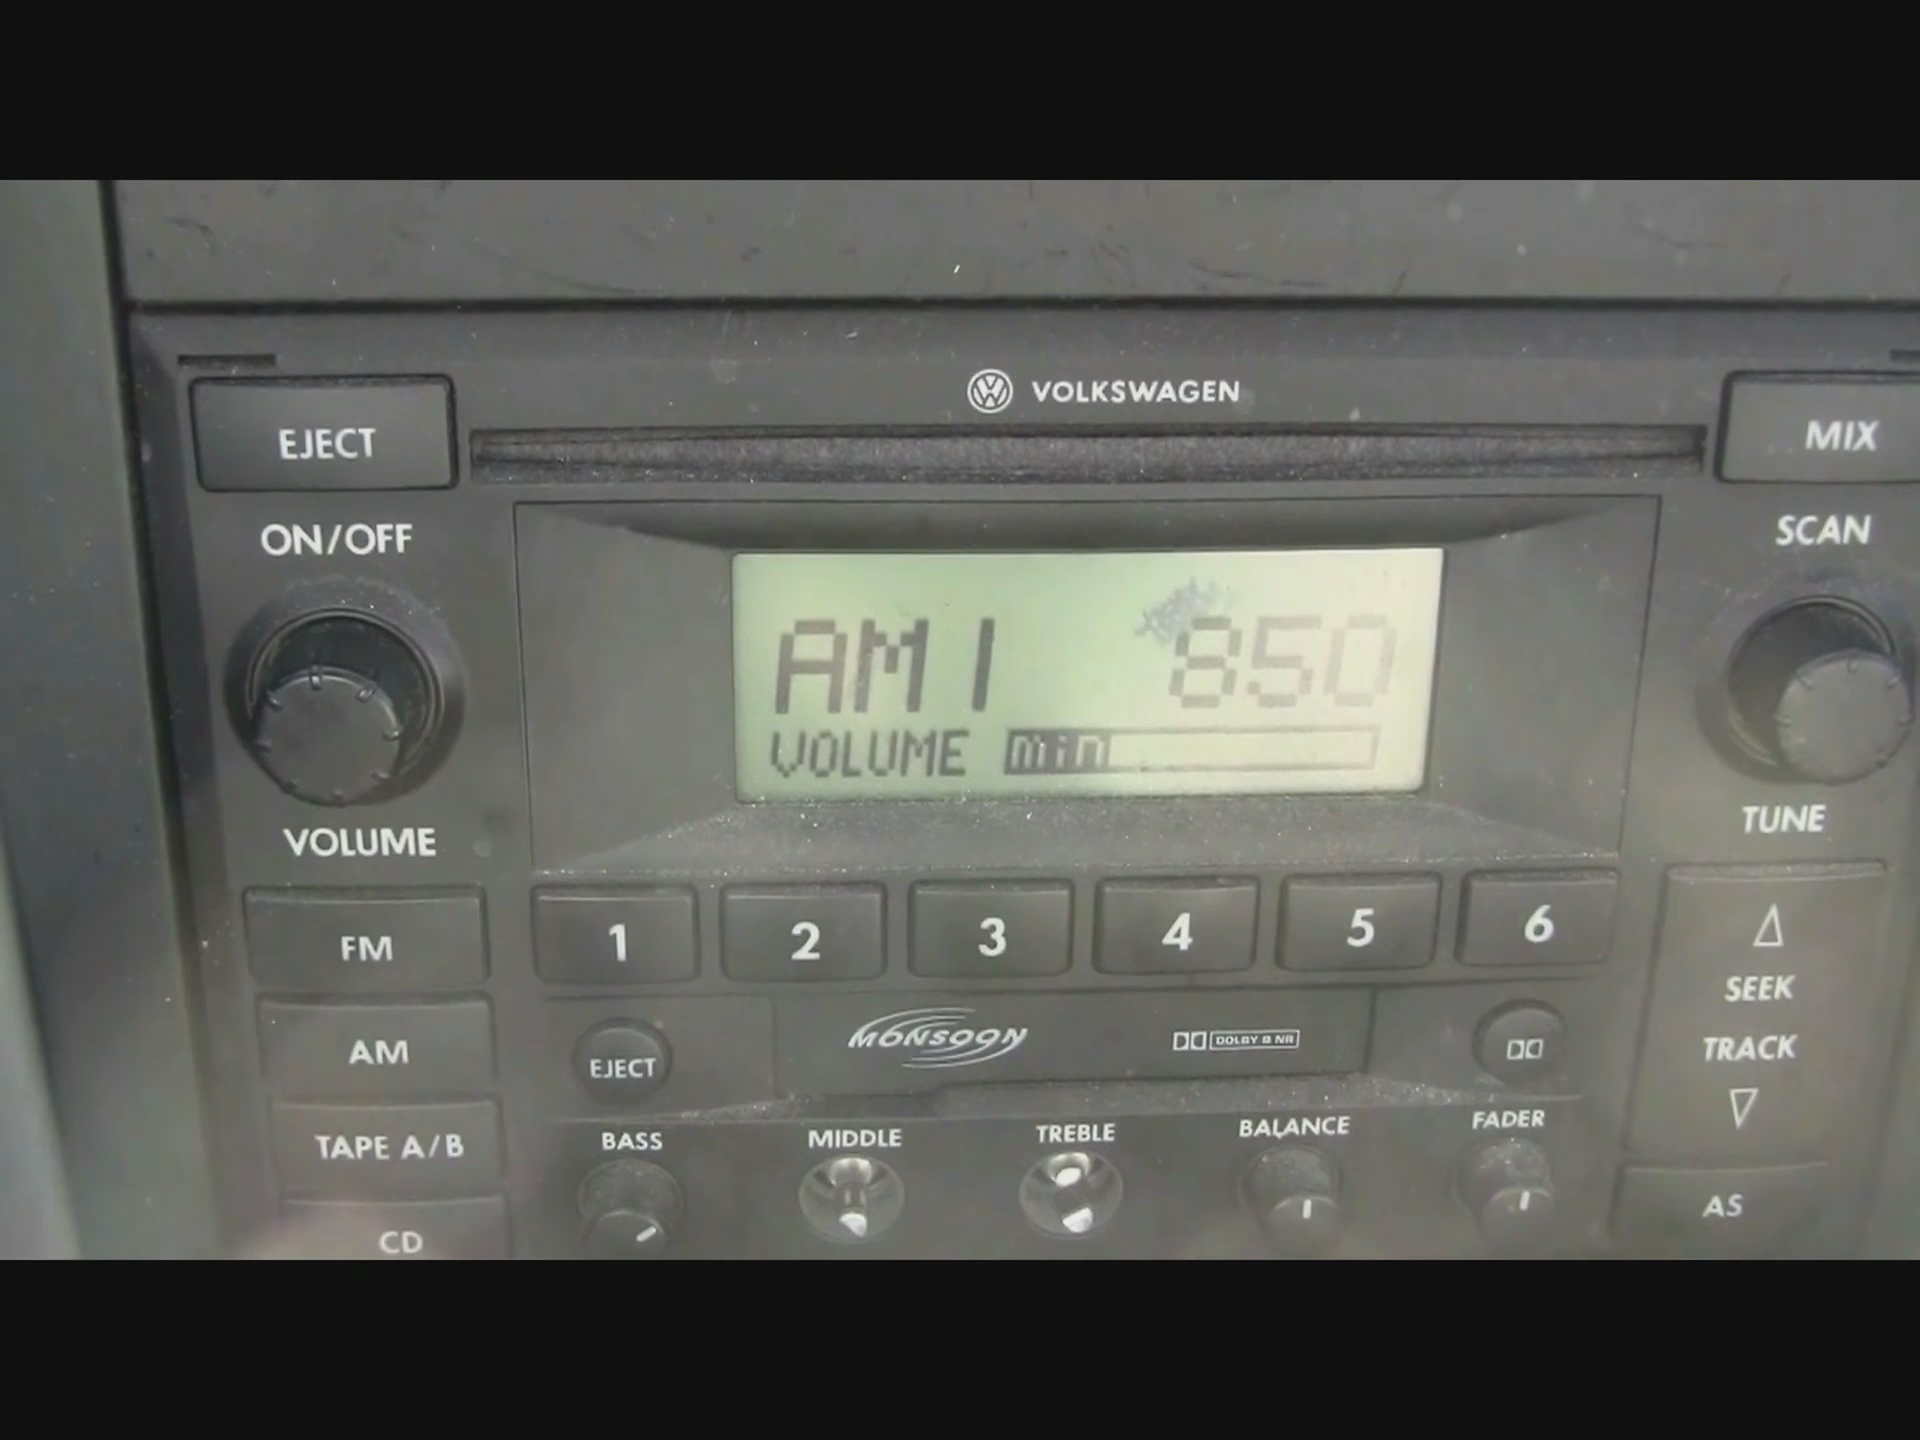 VOLKSWAGEN
EJECT
MIX
ON/OFF
SCAN
AM1 850
VOLUME min
VOLUME
TUNE
FM
1 2 3 4 5 6
SEEK
AM
EJECT
MONSOON
DOLBY B NR
TRACK
TAPE A/B
BASS MIDDLE TREBLE BALANCE FADER
CD
AS